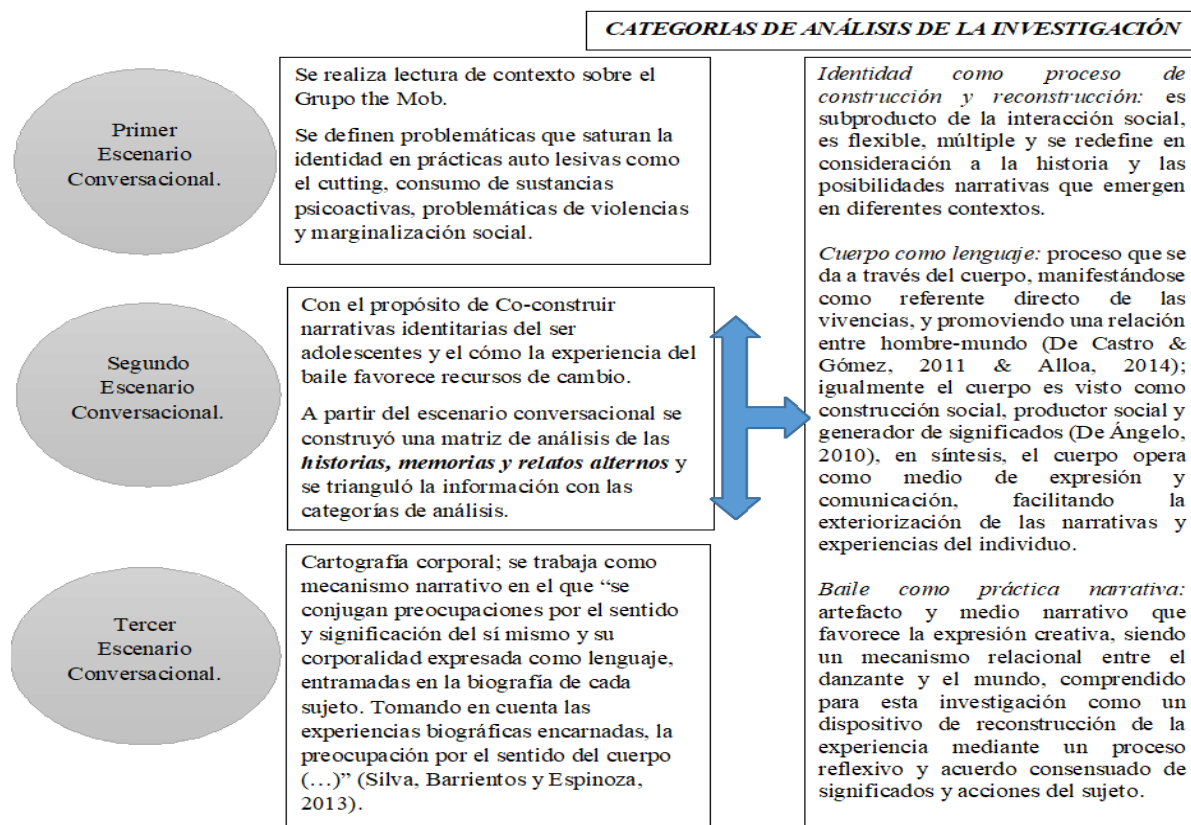 CATEGORIAS DE ANÁLISIS DE LA INVESTIGACIÓN
Primer
Escenario
Conversacional.
Se realiza lectura de contexto sobre el
Grupo the Mob.
Se definen problemáticas que saturan la
identidad en prácticas auto lesivas como
el cutting, consumo de sustancias
psicoactivas, problemáticas de violencias
y marginalización social.
Segundo
Escenario
Conversacional.
Con el propósito de Co-construir
narrativas identitarias del ser
adolescentes y el cómo la experiencia del
baile favorece recursos de cambio.
A partir del escenario conversacional se
construyó una matriz de análisis de las
historias, memorias y relatos alternos y
se trianguló la información con las
categorías de análisis.
Tercer
Escenario
Conversacional.
Cartografía corporal; se trabaja como
mecanismo narrativo en el que “se
conjugan preocupaciones por el sentido
y significación del sí mismo y su
corporalidad expresada como lenguaje,
entramadas en la biografía de cada
sujeto. Tomando en cuenta las
experiencias biográficas encarnadas, la
preocupación por el sentido del cuerpo
(...)” (Silva, Barrientos y Espinoza,
2013).
Identidad como proceso de
construcción y reconstrucción: es
subproducto de la interacción social,
es flexible, múltiple y se redefine en
consideración a la historia y las
posibilidades narrativas que emergen
en diferentes contextos.
Cuerpo como lenguaje: proceso que se
da a través del cuerpo, manifestándose
como referente directo de las
vivencias, y promoviendo una relación
entre hombre-mundo (De Castro &
Gómez, 2011 & Alloa, 2014);
igualmente el cuerpo es visto como
construcción social, productor social y
generador de significados (De Ángelo,
2010), en síntesis, el cuerpo opera
como medio de expresión y
comunicación, facilitando la
exteriorización de las narrativas y
experiencias del individuo.
Baile como práctica narrativa:
artefacto y medio narrativo que
favorece la expresión creativa, siendo
un mecanismo relacional entre el
danzante y el mundo, comprendido
para esta investigación como un
dispositivo de reconstrucción de la
experiencia mediante un proceso
reflexivo y acuerdo consensuado de
significados y acciones del sujeto.